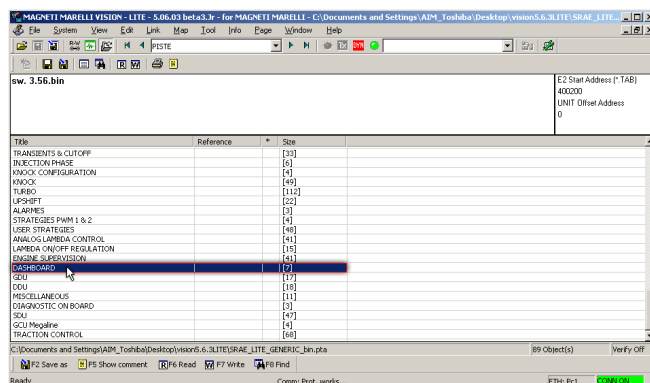 MAGNETI MARELLI VISION - LITE - 5.06.03 beta3.3r - for MAGNETI MARELLI - C:\Documents and Settings\AIM_Toshiba\Desktop\vision5.6.3LITE\SRAE_LITE...
File System View Edit Link Map Tool Info Page Window Help
R/W PISTE DYN
R W
sw. 3.56.bin
E2 Start Address (*.TAB)
400200
UNIT Offset Address
0
Title Reference * Size
TRANSIENTS & CUTOFF [33]
INJECTION PHASE [6]
KNOCK CONFIGURATION [4]
KNOCK [49]
TURBO [112]
UPSHIFT [22]
ALARMES [3]
STRATEGIES PWM 1 & 2 [4]
USER STRATEGIES [48]
ANALOG LAMBDA CONTROL [41]
LAMBDA ON/OFF REGULATION [15]
ENGINE SUPERVISION [41]
DASHBOARD [7]
GDU [17]
DDU [18]
MISCELLANEOUS [11]
DIAGNOSTIC ON BOARD [3]
SDU [47]
GCU Megaline [4]
TRACTION CONTROL [68]
C:\Documents and Settings\AIM_Toshiba\Desktop\vision5.6.3LITE\SRAE_LITE_GENERIC_bin.pta 89 Object(s) Verify Off
F2 Save as F5 Show comment R F6 Read W F7 Write F8 Find
Ready Comm: Prot. works ETH: Pc1 CONN ON